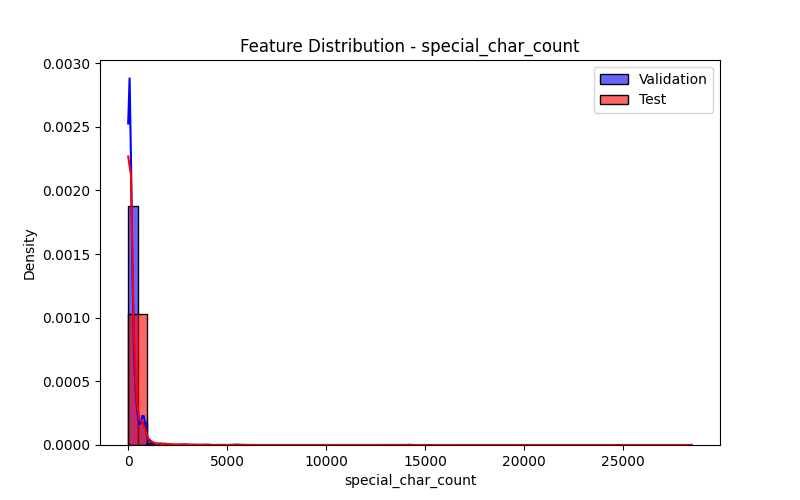 Feature Distribution - special_char_count
Validation
Test
Density
0.0030
0.0025
0.0020
0.0015
0.0010
0.0005
0.0000
0
5000
10000
15000
20000
25000
special_char_count